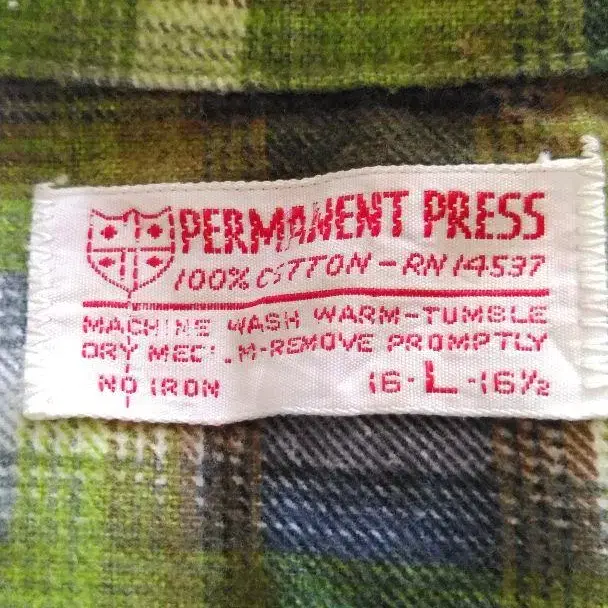 PERMANENT PRESS
100% COTTON - RN 14537
MACHINE WASH WARM-TUMBLE
DRY MEDIUM-REMOVE PROMPTLY
NO IRON 16-L-16½